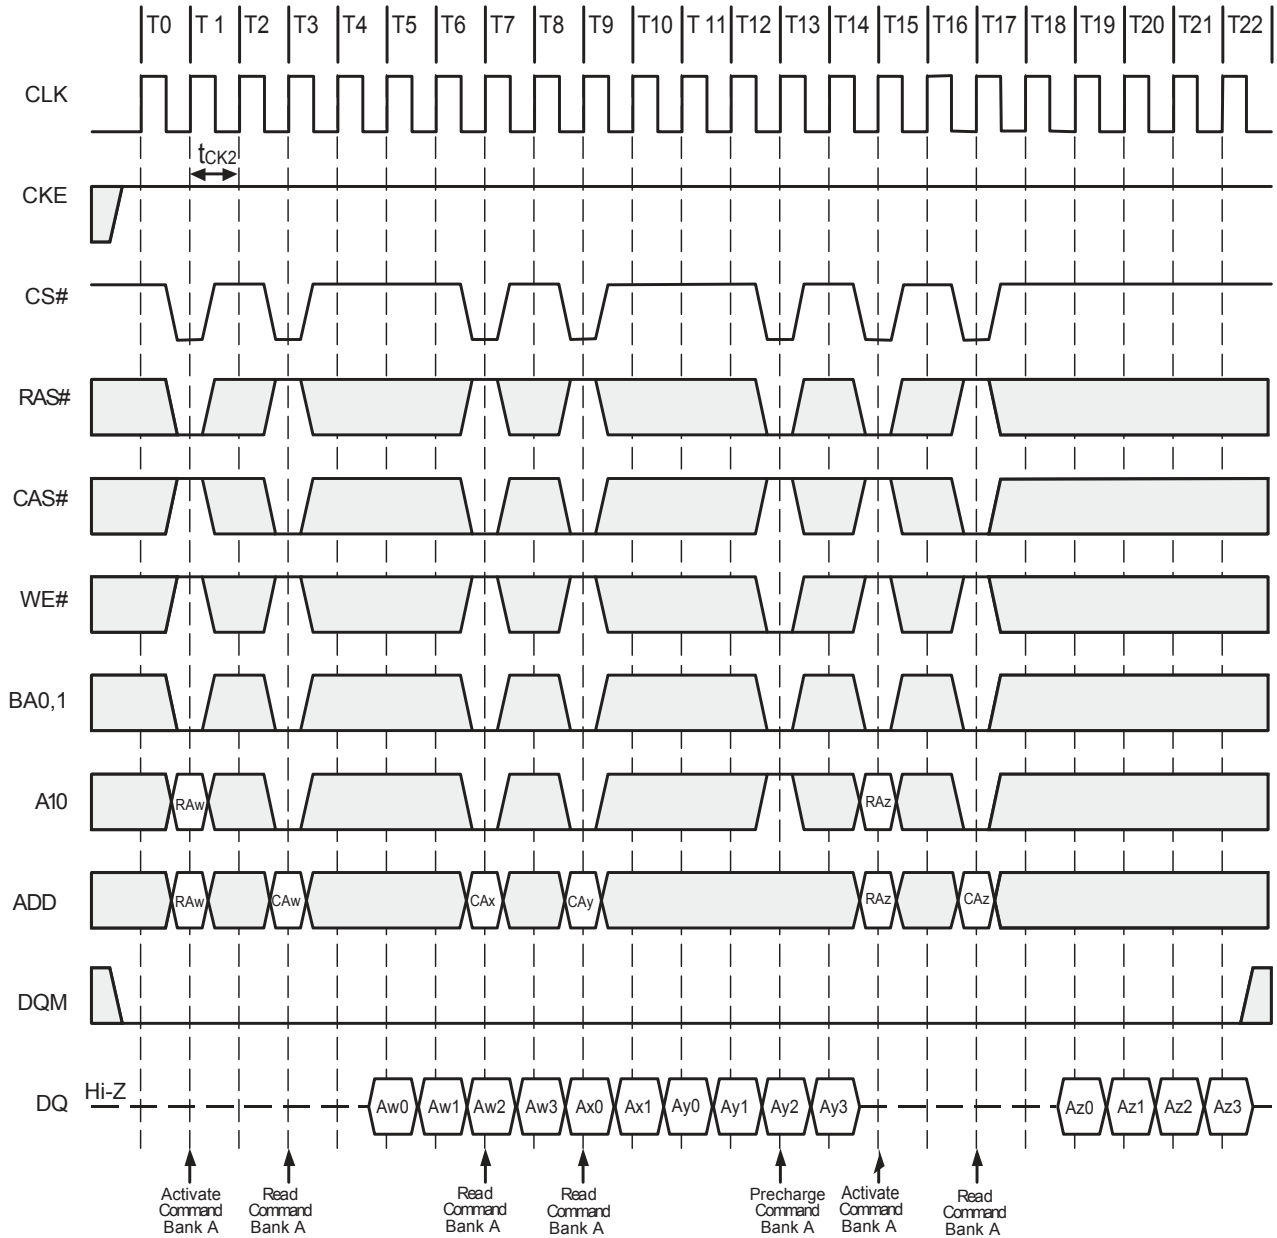 T0 T 1 T2 T3 T4 T5 T6 T7 T8 T9 T10 T 11 T12 T13 T14 T15 T16 T17 T18 T19 T20 T21 T22
CLK
tCK2
CKE
CS#
RAS#
CAS#
WE#
BA0,1
A10 RAw RAz
ADD RAw CAw CAx CAy RAz CAz
DQM
DQ Hi-Z Aw0 Aw1 Aw2 Aw3 Ax0 Ax1 Ay0 Ay1 Ay2 Ay3 Az0 Az1 Az2 Az3
Activate
Command
Bank A
Read
Command
Bank A
Read
Command
Bank A
Read
Command
Bank A
Precharge
Command
Bank A
Activate
Command
Bank A
Read
Command
Bank A